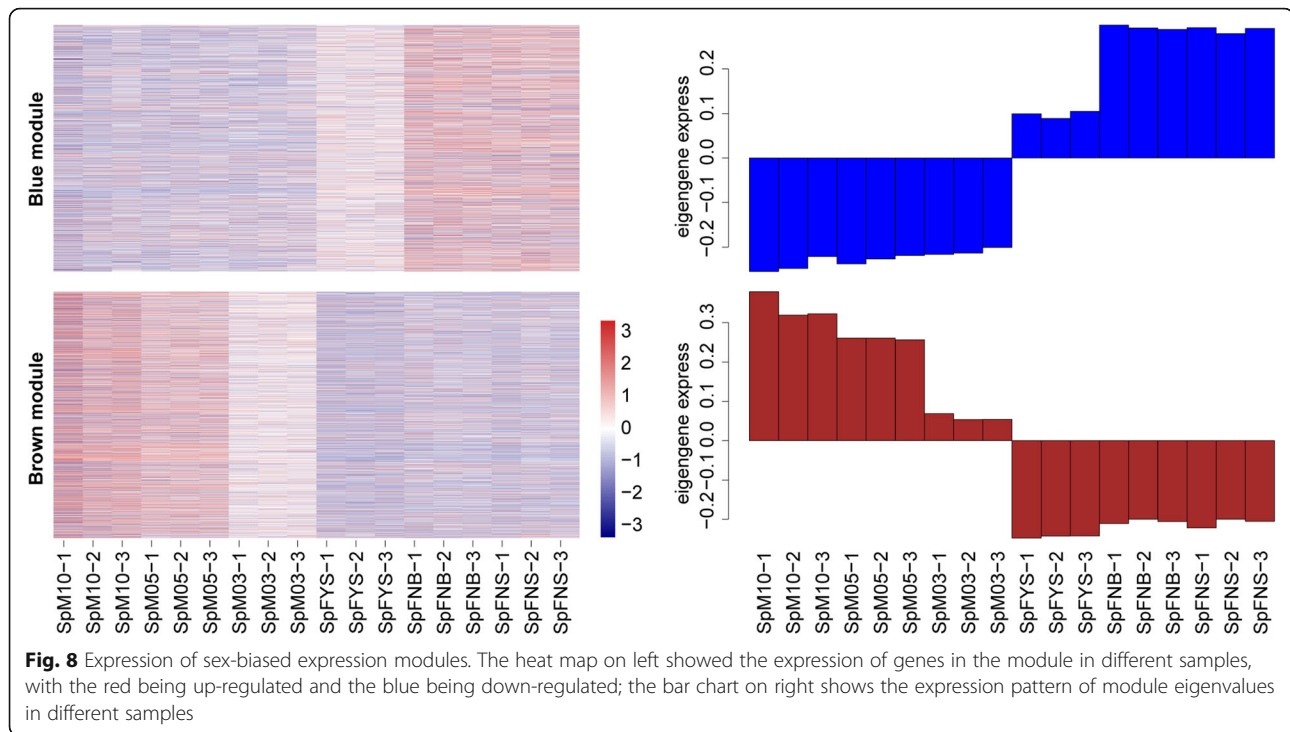 Blue module
eigengene express
0.2
0.1
0.0
−0.1
−0.2
Brown module
3
2
1
0
−1
−2
−3
eigengene express
0.3
0.2
0.1
0.0
−0.1
−0.2
SpM10−1
SpM10−2
SpM10−3
SpM05−1
SpM05−2
SpM05−3
SpM03−1
SpM03−2
SpM03−3
SpFYS−1
SpFYS−2
SpFYS−3
SpFNB−1
SpFNB−2
SpFNB−3
SpFNS−1
SpFNS−2
SpFNS−3
SpM10−1
SpM10−2
SpM10−3
SpM05−1
SpM05−2
SpM05−3
SpM03−1
SpM03−2
SpM03−3
SpFYS−1
SpFYS−2
SpFYS−3
SpFNB−1
SpFNB−2
SpFNB−3
SpFNS−1
SpFNS−2
SpFNS−3
Fig. 8 Expression of sex-biased expression modules. The heat map on left showed the expression of genes in the module in different samples,
with the red being up-regulated and the blue being down-regulated; the bar chart on right shows the expression pattern of module eigenvalues
in different samples